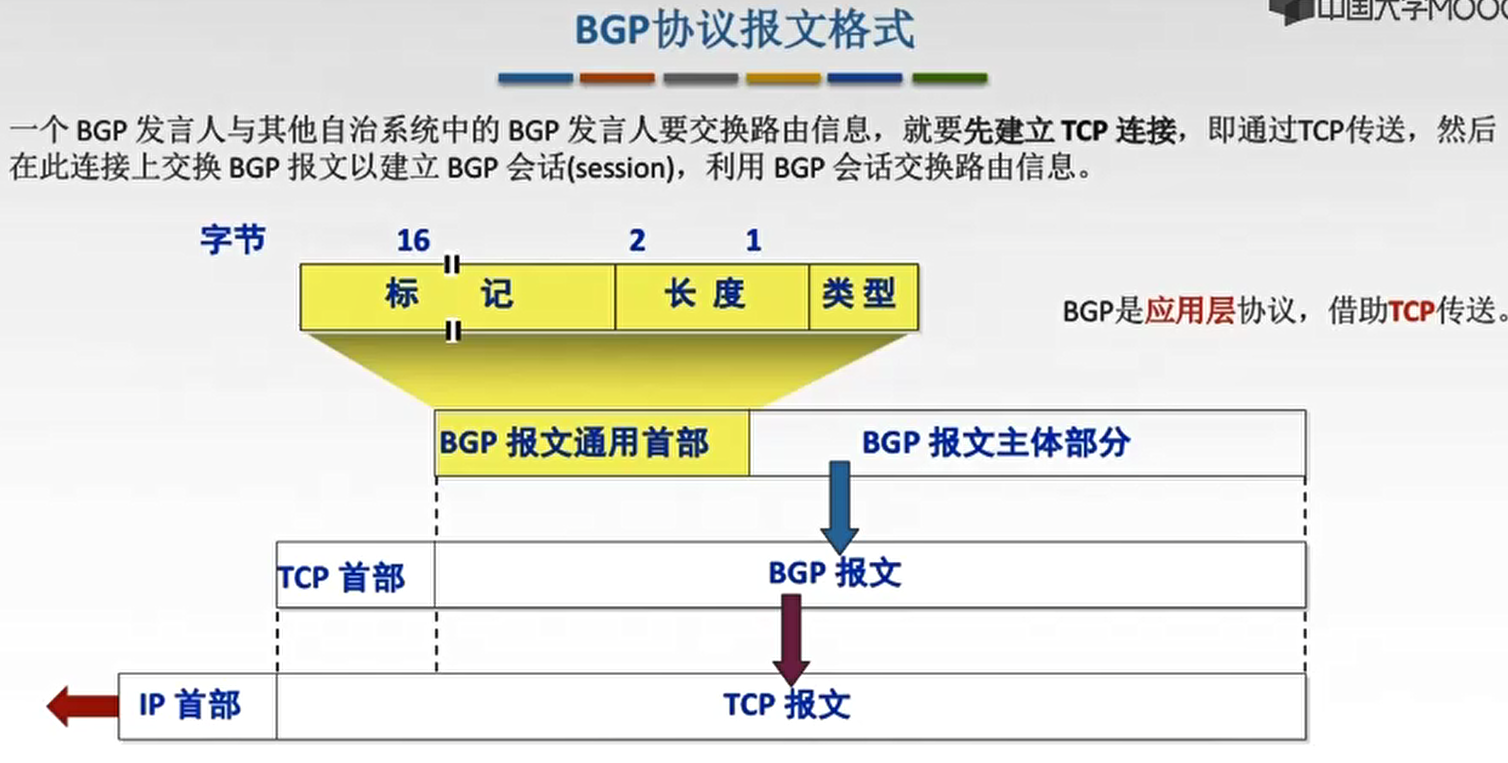 BGP协议报文格式
中国大学MOOC
一个 BGP 发言人与其他自治系统中的 BGP 发言人要交换路由信息，就要先建立 TCP 连接，即通过TCP传送，然后
在此连接上交换 BGP 报文以建立 BGP 会话(session)，利用 BGP 会话交换路由信息。
字节 16 2 1
标 记 长 度 类 型
BGP是应用层协议，借助TCP传送。
BGP 报文通用首部 BGP 报文主体部分
TCP 首部 BGP 报文
IP 首部 TCP 报文